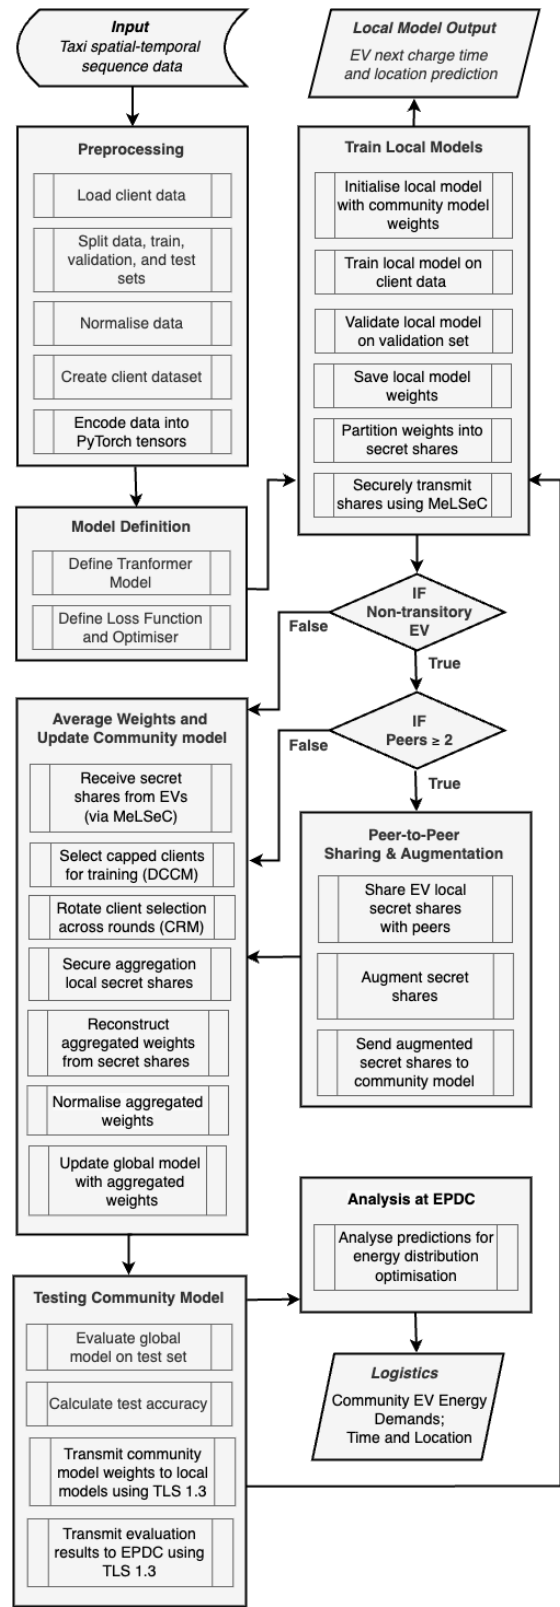 Input
Taxi spatial-temporal
sequence data
Local Model Output
EV next charge time
and location prediction
Preprocessing
Load client data
Split data, train,
validation, and test
sets
Normalise data
Create client dataset
Encode data into
PyTorch tensors
Train Local Models
Initialise local model
with community model
weights
Train local model on
client data
Validate local model
on validation set
Save local model
weights
Partition weights into
secret shares
Securely transmit
shares using MeLSeC
Model Definition
Define Tranformer
Model
Define Loss Function
and Optimiser
IF
Non-transitory
EV
False
True
IF
Peers ≥ 2
False
True
Average Weights and
Update Community model
Receive secret
shares from EVs
(via MeLSeC)
Select capped clients
for training (DCCM)
Rotate client selection
across rounds (CRM)
Secure aggregation
local secret shares
Reconstruct
aggregated weights
from secret shares
Normalise aggregated
weights
Update global model
with aggregated
weights
Peer-to-Peer
Sharing & Augmentation
Share EV local
secret shares
with peers
Augment secret
shares
Send augmented
secret shares to
community model
Analysis at EPDC
Analyse predictions for
energy distribution
optimisation
Testing Community Model
Evaluate global
model on test set
Calculate test accuracy
Transmit community
model weights to local
models using TLS 1.3
Transmit evaluation
results to EPDC using
TLS 1.3
Logistics
Community EV Energy
Demands;
Time and Location